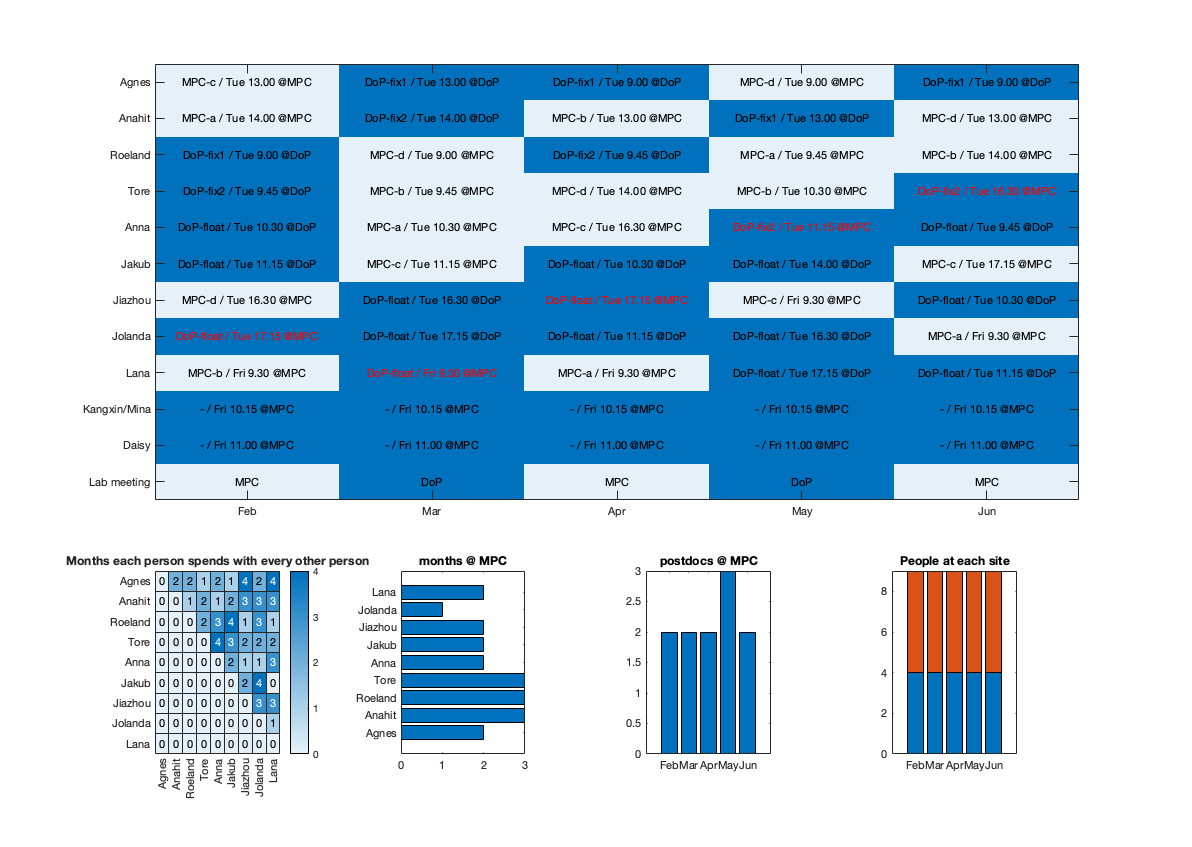 Agnes MPC-c / Tue 13.00 @MPC DoP-fix1 / Tue 13.00 @DoP DoP-fix1 / Tue 9.00 @DoP MPC-d / Tue 9.00 @MPC DoP-fix1 / Tue 9.00 @DoP
Anahit MPC-a / Tue 14.00 @MPC DoP-fix2 / Tue 14.00 @DoP MPC-b / Tue 13.00 @MPC DoP-fix1 / Tue 13.00 @DoP MPC-d / Tue 13.00 @MPC
Roeland DoP-fix1 / Tue 9.00 @DoP MPC-d / Tue 9.00 @MPC DoP-fix2 / Tue 9.45 @DoP MPC-a / Tue 9.45 @MPC MPC-b / Tue 14.00 @MPC
Tore DoP-fix2 / Tue 9.45 @DoP MPC-b / Tue 9.45 @MPC MPC-d / Tue 14.00 @MPC MPC-b / Tue 10.30 @MPC DoP-fix2 / Tue 16.30 @MPC
Anna DoP-float / Tue 10.30 @DoP MPC-a / Tue 10.30 @MPC MPC-c / Tue 16.30 @MPC DoP-fix2 / Tue 11.15 @MPC DoP-float / Tue 9.45 @DoP
Jakub DoP-float / Tue 11.15 @DoP MPC-c / Tue 11.15 @MPC DoP-float / Tue 10.30 @DoP DoP-float / Tue 14.00 @DoP MPC-c / Tue 17.15 @MPC
Jiazhou MPC-d / Tue 16.30 @MPC DoP-float / Tue 16.30 @DoP DoP-float / Tue 17.15 @MPC MPC-c / Fri 9.30 @MPC DoP-float / Tue 10.30 @DoP
Jolanda DoP-float / Tue 17.15 @MPC DoP-float / Tue 17.15 @DoP DoP-float / Tue 11.15 @DoP DoP-float / Tue 16.30 @DoP MPC-a / Fri 9.30 @MPC
Lana MPC-b / Fri 9.30 @MPC DoP-float / Fri 9.30 @MPC MPC-a / Fri 9.30 @MPC DoP-float / Tue 17.15 @DoP DoP-float / Tue 11.15 @DoP
Kangxin/Mina - / Fri 10.15 @MPC - / Fri 10.15 @MPC - / Fri 10.15 @MPC - / Fri 10.15 @MPC - / Fri 10.15 @MPC
Daisy - / Fri 11.00 @MPC - / Fri 11.00 @MPC - / Fri 11.00 @MPC - / Fri 11.00 @MPC - / Fri 11.00 @MPC
Lab meeting MPC DoP MPC DoP MPC
Feb Mar Apr May Jun
Months each person spends with every other person
Agnes 0 2 2 1 2 1 4 2 4
Anahit 0 0 1 2 1 2 3 3 3
Roeland 0 0 0 2 3 4 1 3 1
Tore 0 0 0 0 4 3 2 2 2
Anna 0 0 0 0 0 2 1 1 3
Jakub 0 0 0 0 0 0 2 4 0
Jiazhou 0 0 0 0 0 0 0 3 3
Jolanda 0 0 0 0 0 0 0 0 1
Lana 0 0 0 0 0 0 0 0 0
Agnes Anahit Roeland Tore Anna Jakub Jiazhou Jolanda Lana
4
3
2
1
0
months @ MPC
Lana
Jolanda
Jiazhou
Jakub
Anna
Tore
Roeland
Anahit
Agnes
0 1 2 3
postdocs @ MPC
3
2.5
2
1.5
1
0.5
0
Feb Mar Apr May Jun
People at each site
8
6
4
2
0
Feb Mar Apr May Jun